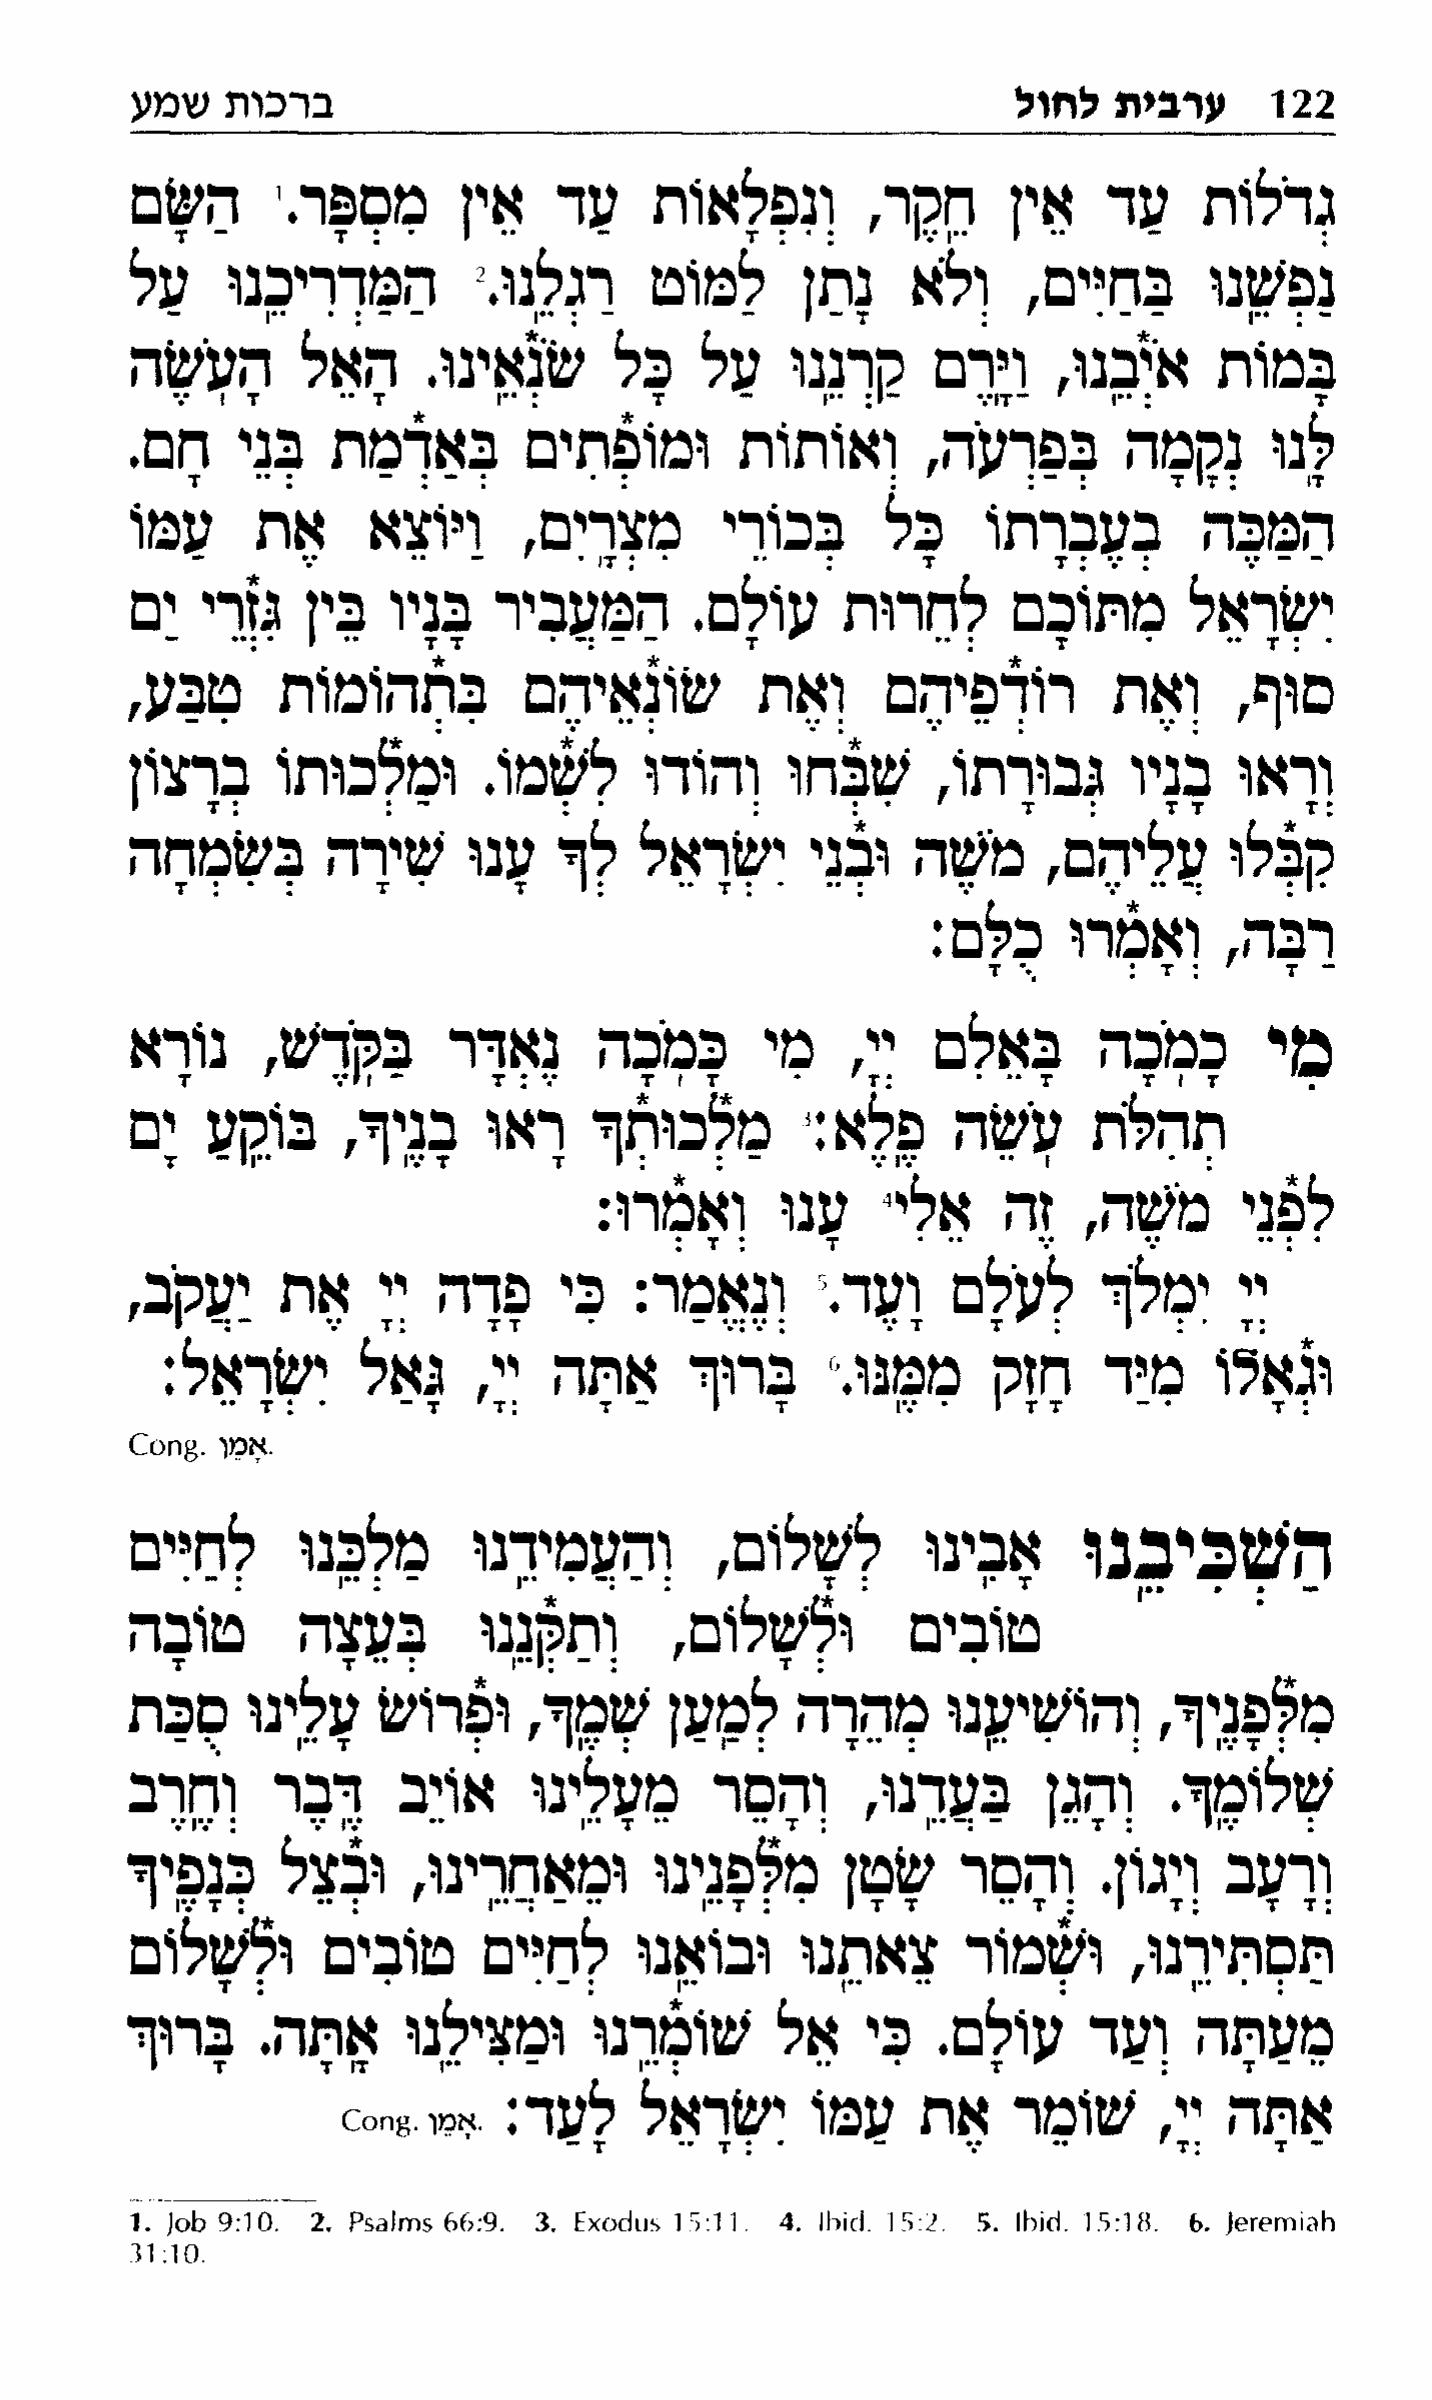 122 ערבית לחול ברכות שמע
גְדֹלוֹת עַד אֵין חֵֽקֶר, וְנִפְלָאוֹת עַד אֵין מִסְפָּר.¹ הַשָּׂם
נַפְשֵֽׁנוּ בַּחַיִּים, וְלֹא נָתַן לַמּוֹט רַגְלֵֽנוּ.² הַמַּדְרִיכֵֽנוּ עַל
בָּמוֹת אֹיְ*בֵֽנוּ, וַיָּֽרֶם קַרְנֵֽנוּ עַל כָּל שׂנְ*אֵֽינוּ. הָאֵל הָעֽׂשֶׂה
לָּֽנוּ נְקָמָה בְּפַרְעֹה, וְאוֹתוֹת וּמוֹפְ*תִים בְּאַדְ*מַת בְּנֵי חָם.
הַמַּכֶּה בְעֶבְרָתוֹ כָּל בְּכוֹרֵי מִצְרָֽיִם, וַיּוֹצֵא אֶת עַמּוֹ
יִשְׂרָאֵל מִתּוֹכָם לְחֵרוּת עוֹלָם. הַמַּעֲבִיר בָּנָיו בֵּין גִּזְ*רֵי יַם
סוּף, וְאֶת רוֹדְ*פֵיהֶם וְאֶת שׂוֹנְ*אֵיהֶם בִּתְ*הוֹמוֹת טִבַּע,
וְרָאוּ בָנָיו גְּבוּרָתוֹ, שִׁבְּ*חוּ וְהוֹדוּ לִשְׁ*מוֹ. וּמַלְ*כוּתוֹ בְרָצוֹן
קִבְּ*לוּ עֲלֵיהֶם, מֹשֶׁה וּבְ*נֵי יִשְׂרָאֵל לְךָ עָנוּ שִׁירָה בְּשִׂמְחָה
רַבָּה, וְאָמְ*רוּ כֻלָּם:
מִי כָמֹֽכָה בָּאֵלִם יְיָ, מִי כָּמֹֽכָה נֶאְדָּר בַּקֹּֽדֶשׁ, נוֹרָא
תְהִלֹּת עֹֽשֵׂה פֶֽלֶא:³ מַלְ*כוּתְ*ךָ רָאוּ בָנֶֽיךָ, בּוֹקֵֽעַ יָם
לִפְ*נֵי מֹשֶׁה, זֶה אֵלִי⁴ עָנוּ וְאָמְ*רוּ:
יְיָ יִמְלֹךְ לְעֹלָם וָעֶד.⁵ וְנֶאֱמַר: כִּי פָדָה יְיָ אֶת יַעֲקֹב,
וּגְ*אָלוֹ מִיַּד חָזָק מִמֶּֽנּוּ.⁶ בָּרוּךְ אַתָּה יְיָ, גָּאַל יִשְׂרָאֵל:
Cong. אָמֵן.
הַשְׁכִּיבֵֽנוּ אָבִֽינוּ לְשָׁלוֹם, וְהַעֲמִידֵֽנוּ מַלְכֵּֽנוּ לְחַיִּים
טוֹבִים וּלְ*שָׁלוֹם, וְתַקְּ*נֵֽנוּ בְּעֵצָה טוֹבָה
מִלְּ*פָנֶֽיךָ, וְהוֹשִׁיעֵֽנוּ מְהֵרָה לְמַֽעַן שְׁמֶֽךָ, וּפְ*רוֹשׂ עָלֵֽינוּ סֻכַּת
שְׁלוֹמֶֽךָ. וְהָגֵן בַּעֲדֵֽנוּ, וְהָסֵר מֵעָלֵֽינוּ אוֹיֵב דֶּֽבֶר וְחֶֽרֶב
וְרָעָב וְיָגוֹן. וְהָסֵר שָׂטָן מִלְּ*פָנֵֽינוּ וּמֵאַחֲרֵֽינוּ, וּבְ*צֵל כְּנָפֶֽיךָ
תַּסְתִּירֵֽנוּ, וּשְׁ*מוֹר צֵאתֵֽנוּ וּבוֹאֵֽנוּ לְחַיִּים טוֹבִים וּלְ*שָׁלוֹם
מֵעַתָּה וְעַד עוֹלָם. כִּי אֵל שׁוֹמְ*רֵֽנוּ וּמַצִּילֵֽנוּ אָֽתָּה. בָּרוּךְ
אַתָּה יְיָ, שׁוֹמֵר אֶת עַמּוֹ יִשְׂרָאֵל לָעַד: Cong. אָמֵן.
1. Job 9:10. 2. Psalms 66:9. 3. Exodus 15:11. 4. Ibid. 15:2. 5. Ibid. 15:18. 6. Jeremiah
31:10.